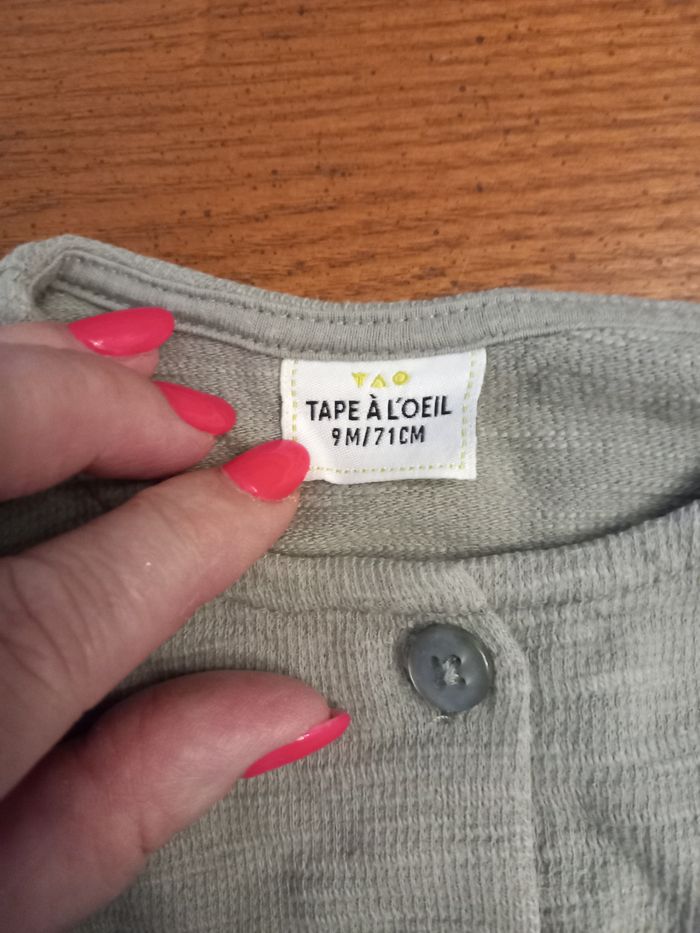 TAO
TAPE À L'OEIL
9M/71CM